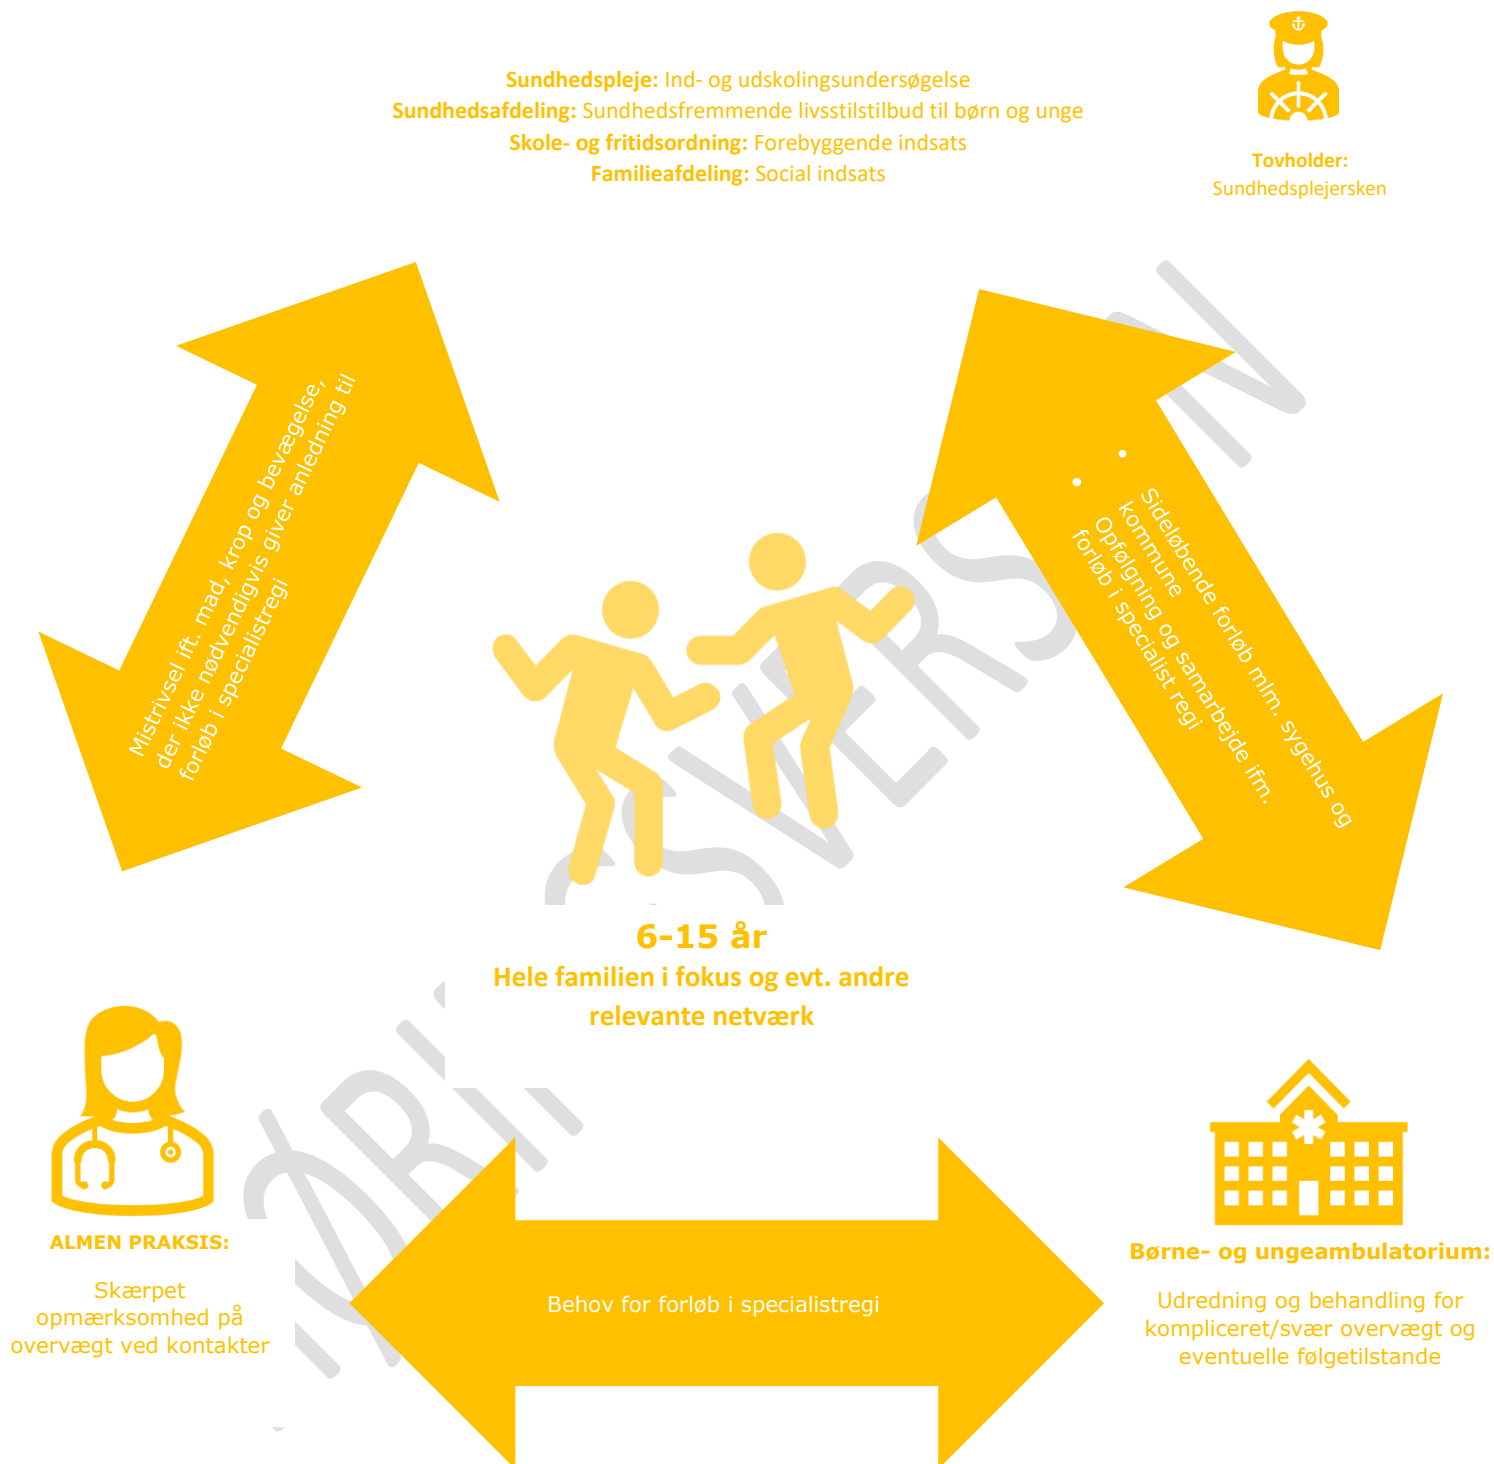 Sundhedspleje: Ind- og udskolingsundersøgelse
Sundhedsafdeling: Sundhedsfremmende livsstilstilbud til børn og unge
Skole- og fritidsordning: Forebyggende indsats
Familieafdeling: Social indsats
Tovholder:
Sundhedsplejersken
Mistrivsel ift. mad, krop og bevægelse,
der ikke nødvendigvis giver anledning til
forløb i specialistregi
• Sideløbende forløb mlm. sygehus og
kommune
• Opfølgning og samarbejde ifm.
forløb i specialist regi
6-15 år
Hele familien i fokus og evt. andre
relevante netværk
ALMEN PRAKSIS:
Skærpet
opmærksomhed på
overvægt ved kontakter
Behov for forløb i specialistregi
Børne- og ungeambulatorium:
Udredning og behandling for
kompliceret/svær overvægt og
eventuelle følgetilstande